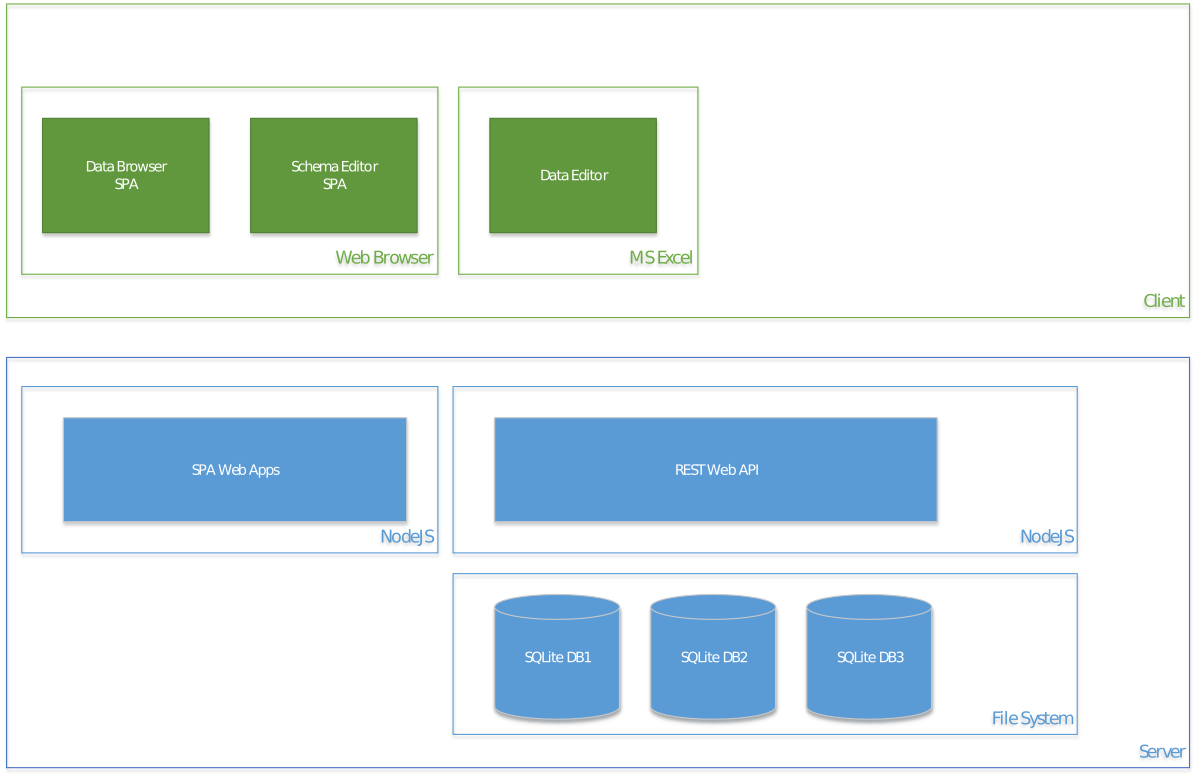 Data Browser
SPA
Schema Editor
SPA
Data Editor
Web Browser
MS Excel
Client
SPA Web Apps
REST Web API
NodeJS
NodeJS
SQLite DB1
SQLite DB2
SQLite DB3
File System
Server